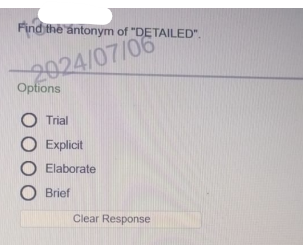 Find the antonym of "DETAILED".
2024/07/06
Options
Trial
Explicit
Elaborate
Brief
Clear Response